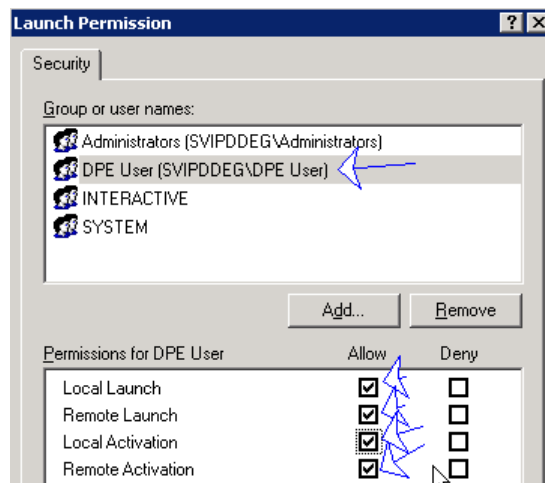 Launch Permission
Security
Group or user names:
Administrators (SVIPDDEG\Administrators)
DPE User (SVIPDDEG\DPE User)
INTERACTIVE
SYSTEM
Add... Remove
Permissions for DPE User Allow Deny
Local Launch
Remote Launch
Local Activation
Remote Activation